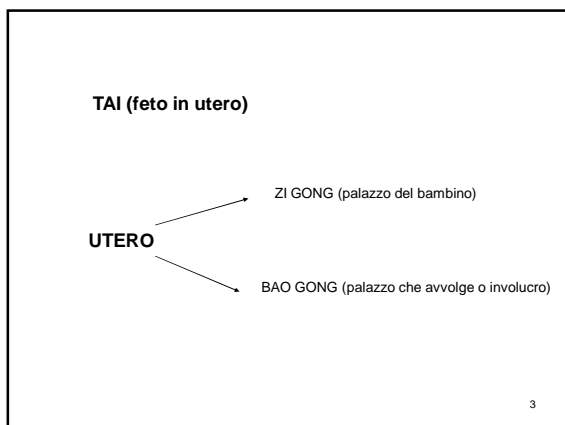 TAI (feto in utero)
ZI GONG (palazzo del bambino)
UTERO
BAO GONG (palazzo che avvolge o involucro)
3